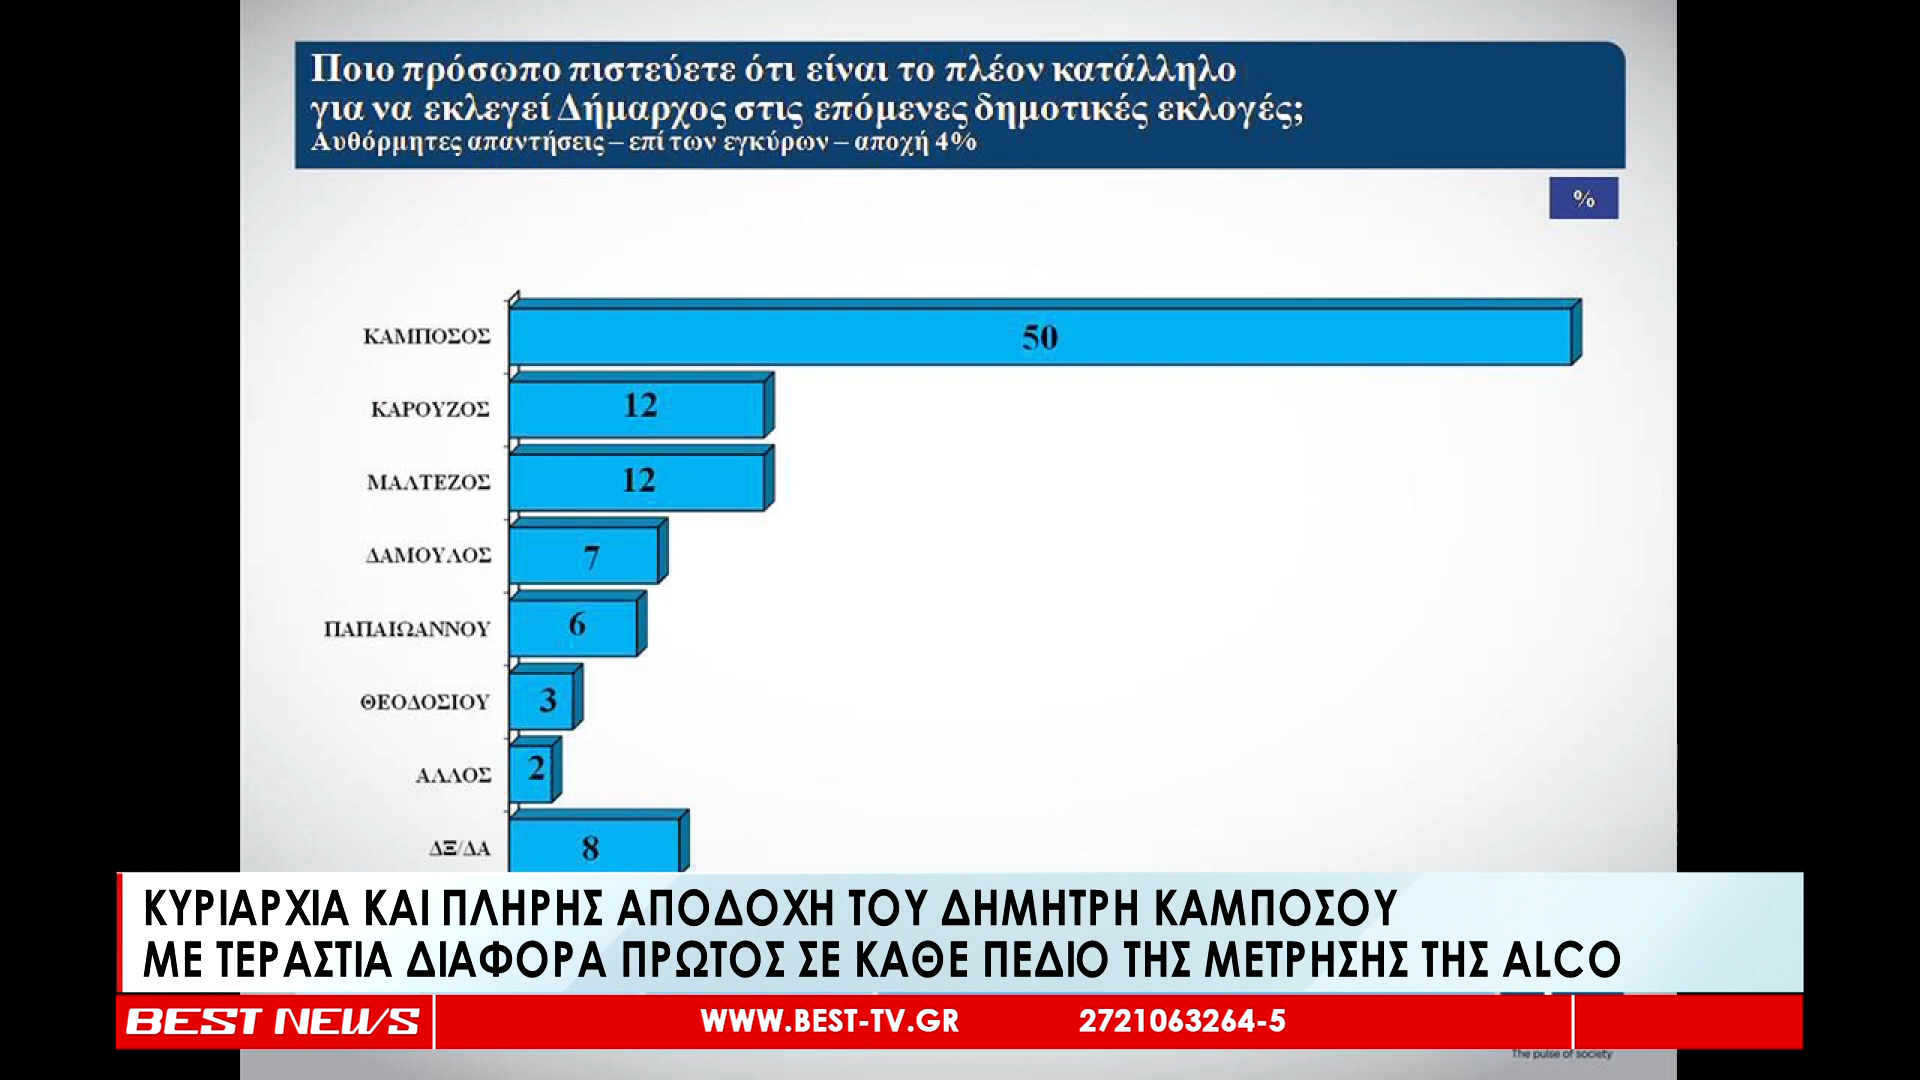 Ποιο πρόσωπο πιστεύετε ότι είναι το πλέον κατάλληλο
για να εκλεγεί Δήμαρχος στις επόμενες δημοτικές εκλογές;
Αυθόρμητες απαντήσεις – επί των εγκύρων – αποχή 4%
%
ΚΑΜΠΟΣΟΣ 50
ΚΑΡΟΥΖΟΣ 12
ΜΑΛΤΕΖΟΣ 12
ΔΑΜΟΥΛΟΣ 7
ΠΑΠΑΙΩΑΝΝΟΥ 6
ΘΕΟΔΟΣΙΟΥ 3
ΑΛΛΟΣ 2
ΔΞ/ΔΑ 8
ΚΥΡΙΑΡΧΙΑ ΚΑΙ ΠΛΗΡΗΣ ΑΠΟΔΟΧΗ ΤΟΥ ΔΗΜΗΤΡΗ ΚΑΜΠΟΣΟΥ
ΜΕ ΤΕΡΑΣΤΙΑ ΔΙΑΦΟΡΑ ΠΡΩΤΟΣ ΣΕ ΚΑΘΕ ΠΕΔΙΟ ΤΗΣ ΜΕΤΡΗΣΗΣ ΤΗΣ ALCO
BEST NEWS WWW.BEST-TV.GR 2721063264-5
The pulse of society